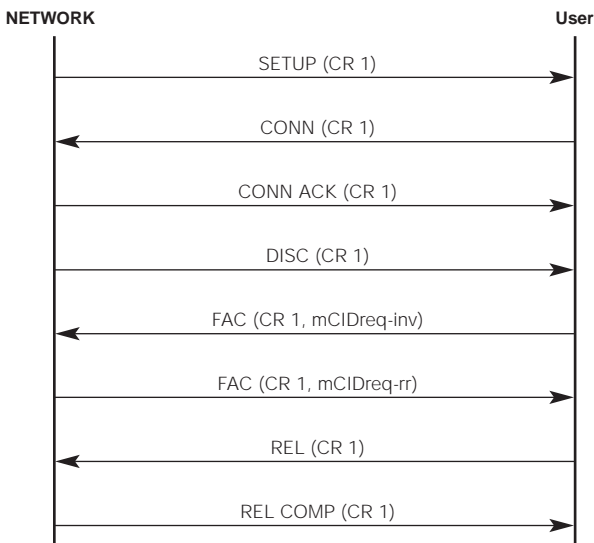 NETWORK User
SETUP (CR 1)
CONN (CR 1)
CONN ACK (CR 1)
DISC (CR 1)
FAC (CR 1, mCIDreq-inv)
FAC (CR 1, mCIDreq-rr)
REL (CR 1)
REL COMP (CR 1)